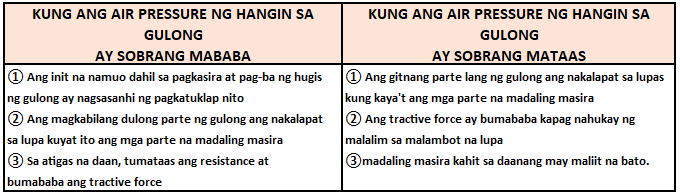 KUNG ANG AIR PRESSURE NG HANGIN SA
GULONG
AY SOBRANG MABABA
① Ang init na namuo dahil sa pagkasira at pag-ba ng hugis
ng gulong ay nagsasanhi ng pagkatuklap nito
② Ang magkabilang dulong parte ng gulong ang nakalapat
sa lupa kuyat ito ang mga parte na madaling masira
③ Sa atigas na daan, tumataas ang resistance at
bumababa ang tractive force
KUNG ANG AIR PRESSURE NG HANGIN SA
GULONG
AY SOBRANG MATAAS
① Ang gitnang parte lang ng gulong ang nakalapat sa lupas
kung kaya't ang mga parte na madaling masira
② Ang tractive force ay bumababa kapag nahukay ng
malalim sa malambot na lupa
③madaling masira kahit sa daanang may maliit na bato.